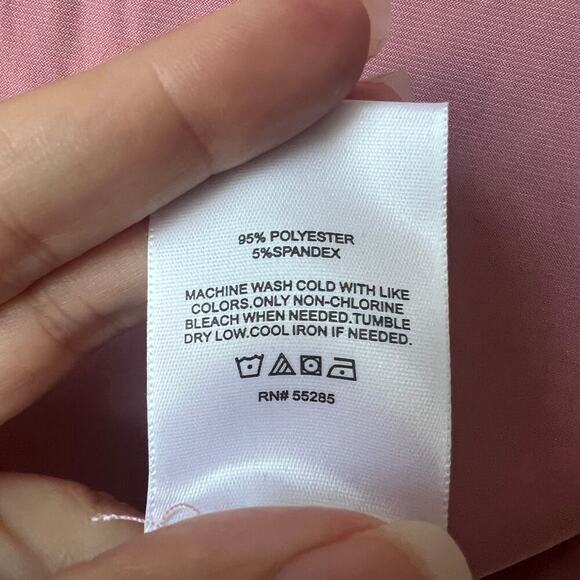 95% POLYESTER
5%SPANDEX
MACHINE WASH COLD WITH LIKE
COLORS.ONLY NON-CHLORINE
BLEACH WHEN NEEDED.TUMBLE
DRY LOW.COOL IRON IF NEEDED.
RN# 55285